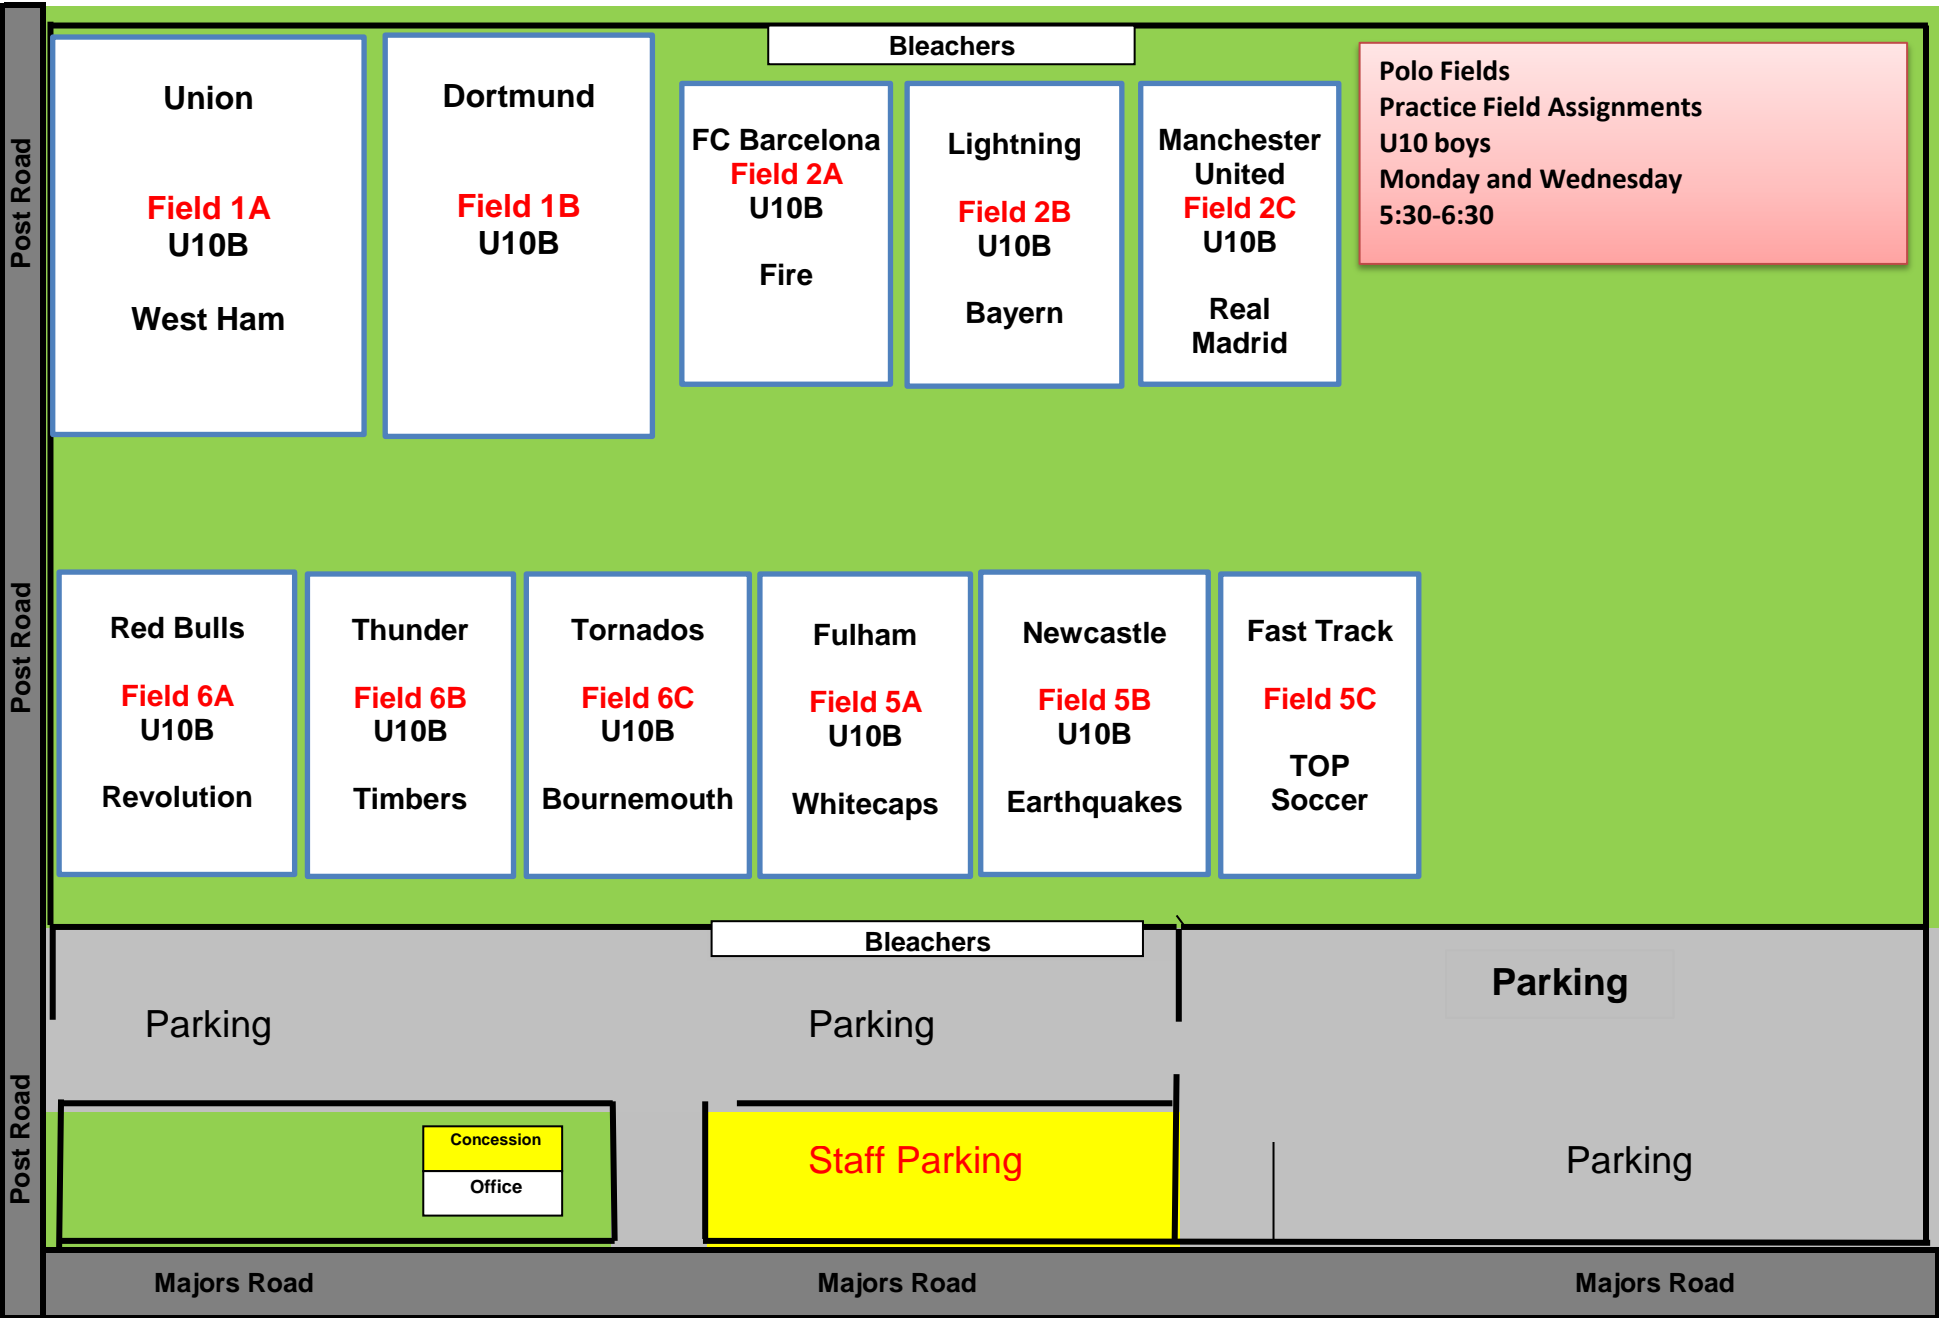 Bleachers
Polo Fields
Practice Field Assignments
U10 boys
Monday and Wednesday
5:30-6:30
Post Road
Union
Field 1A
U10B
West Ham
Dortmund
Field 1B
U10B
FC Barcelona
Field 2A
U10B
Fire
Lightning
Field 2B
U10B
Bayern
Manchester
United
Field 2C
U10B
Real
Madrid
Post Road
Red Bulls
Field 6A
U10B
Revolution
Thunder
Field 6B
U10B
Timbers
Tornados
Field 6C
U10B
Bournemouth
Fulham
Field 5A
U10B
Whitecaps
Newcastle
Field 5B
U10B
Earthquakes
Fast Track
Field 5C
TOP
Soccer
Bleachers
Parking
Parking
Parking
Post Road
Concession
Office
Staff Parking
Parking
Majors Road
Majors Road
Majors Road